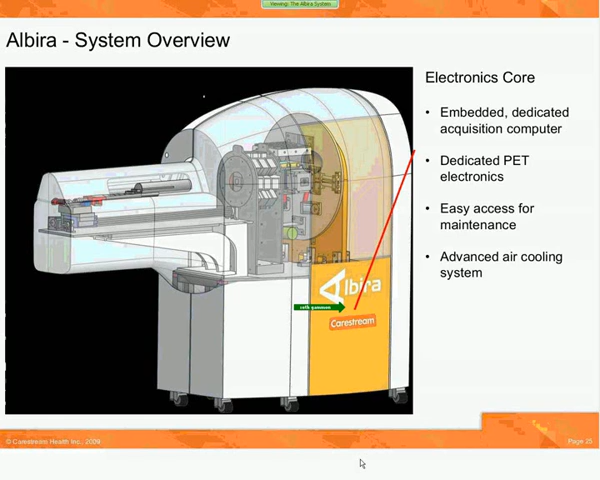 Viewing: The Albira System
Albira - System Overview
Electronics Core
• Embedded, dedicated
acquisition computer
• Dedicated PET
electronics
• Easy access for
maintenance
• Advanced air cooling
system
Albira
Carestream
© Carestream Health Inc., 2009
Page 25